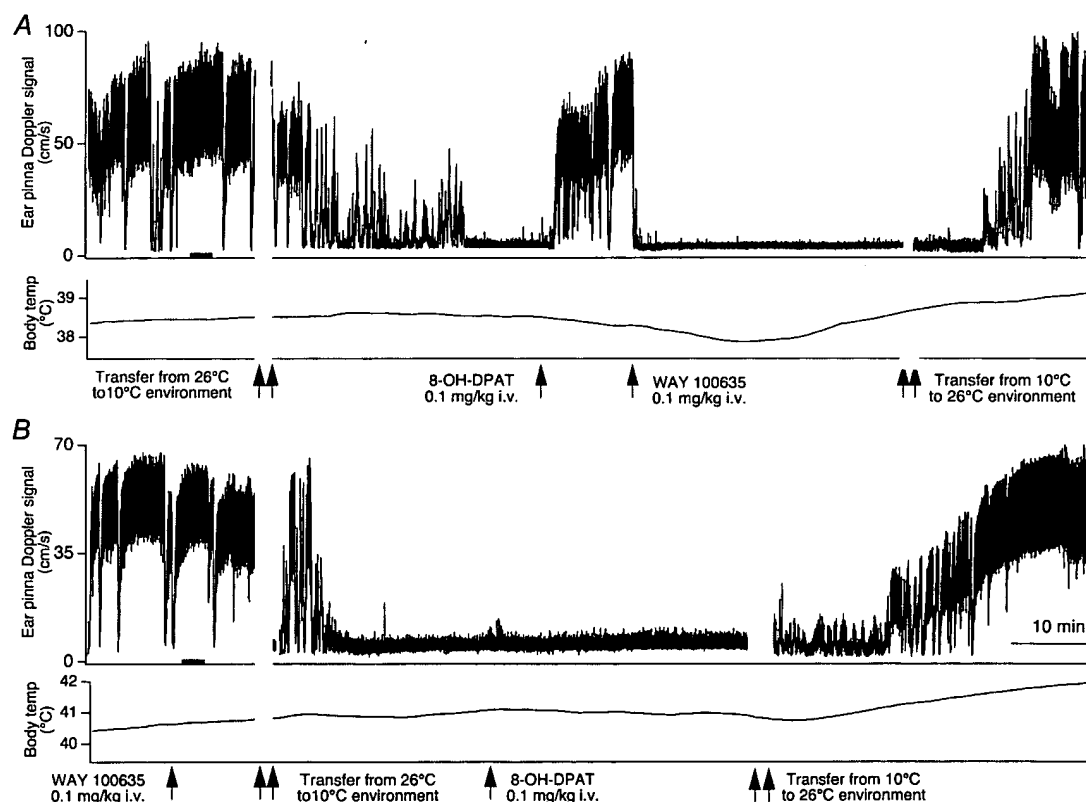 A
100
50
0
Ear pinna Doppler signal
(cm/s)
39
38
Body temp
(°C)
Transfer from 26°C
to10°C environment
8-OH-DPAT
0.1 mg/kg i.v.
WAY 100635
0.1 mg/kg i.v.
Transfer from 10°C
to 26°C environment
B
70
35
0
Ear pinna Doppler signal
(cm/s)
10 min
42
41
40
Body temp
(°C)
WAY 100635
0.1 mg/kg i.v.
Transfer from 26°C
to10°C environment
8-OH-DPAT
0.1 mg/kg i.v.
Transfer from 10°C
to 26°C environment